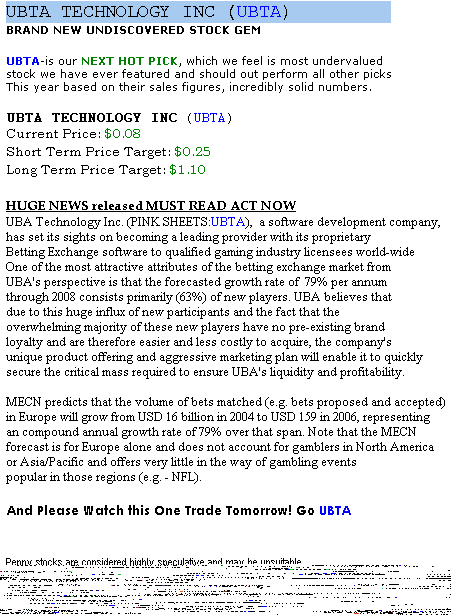 UBTA TECHNOLOGY INC (UBTA)
BRAND NEW UNDISCOVERED STOCK GEM
UBTA-is our NEXT HOT PICK, which we feel is most undervalued
stock we have ever featured and should out perform all other picks
This year based on their sales figures, incredibly solid numbers.
UBTA TECHNOLOGY INC (UBTA)
Current Price: $0.08
Short Term Price Target: $0.25
Long Term Price Target: $1.10
HUGE NEWS released MUST READ ACT NOW
UBA Technology Inc. (PINK SHEETS:UBTA), a software development company,
has set its sights on becoming a leading provider with its proprietary
Betting Exchange software to qualified gaming industry licensees world-wide
One of the most attractive attributes of the betting exchange market from
UBA's perspective is that the forecasted growth rate of 79% per annum
through 2008 consists primarily (63%) of new players. UBA believes that
due to this huge influx of new participants and the fact that the
overwhelming majority of these new players have no pre-existing brand
loyalty and are therefore easier and less costly to acquire, the company's
unique product offering and aggressive marketing plan will enable it to quickly
secure the critical mass required to ensure UBA's liquidity and profitability.
MECN predicts that the volume of bets matched (e.g. bets proposed and accepted)
in Europe will grow from USD 16 billion in 2004 to USD 159 in 2006, representing
an compound annual growth rate of 79% over that span. Note that the MECN
forecast is for Europe alone and does not account for gamblers in North America
or Asia/Pacific and offers very little in the way of gambling events
popular in those regions (e.g. - NFL).
And Please Watch this One Trade Tomorrow! Go UBTA
Penny stocks are considered highly speculative and may be unsuitable